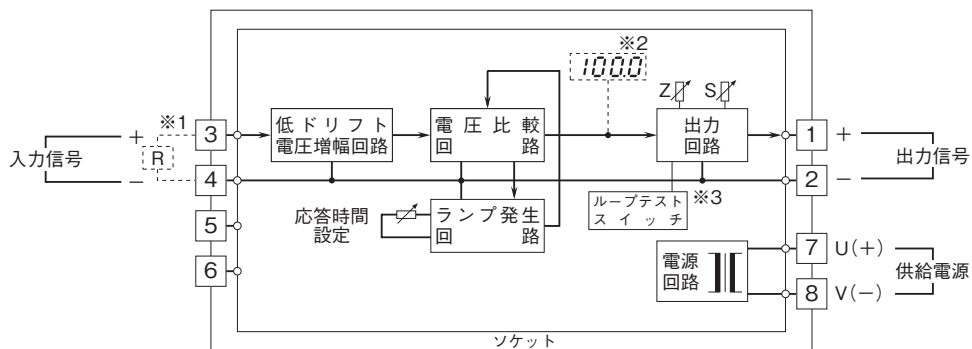 ※2
100.0
Z
S
※1
+
R
−
入力信号
3
4
5
6
低ドリフト
電圧増幅回路
電圧比較
回路
出力
回路
ループテスト
スイッチ
※3
応答時間
設定
ランプ発生
回路
電源
回路
1
+
2
−
出力信号
7
U(+)
8
V(−)
供給電源
ソケット